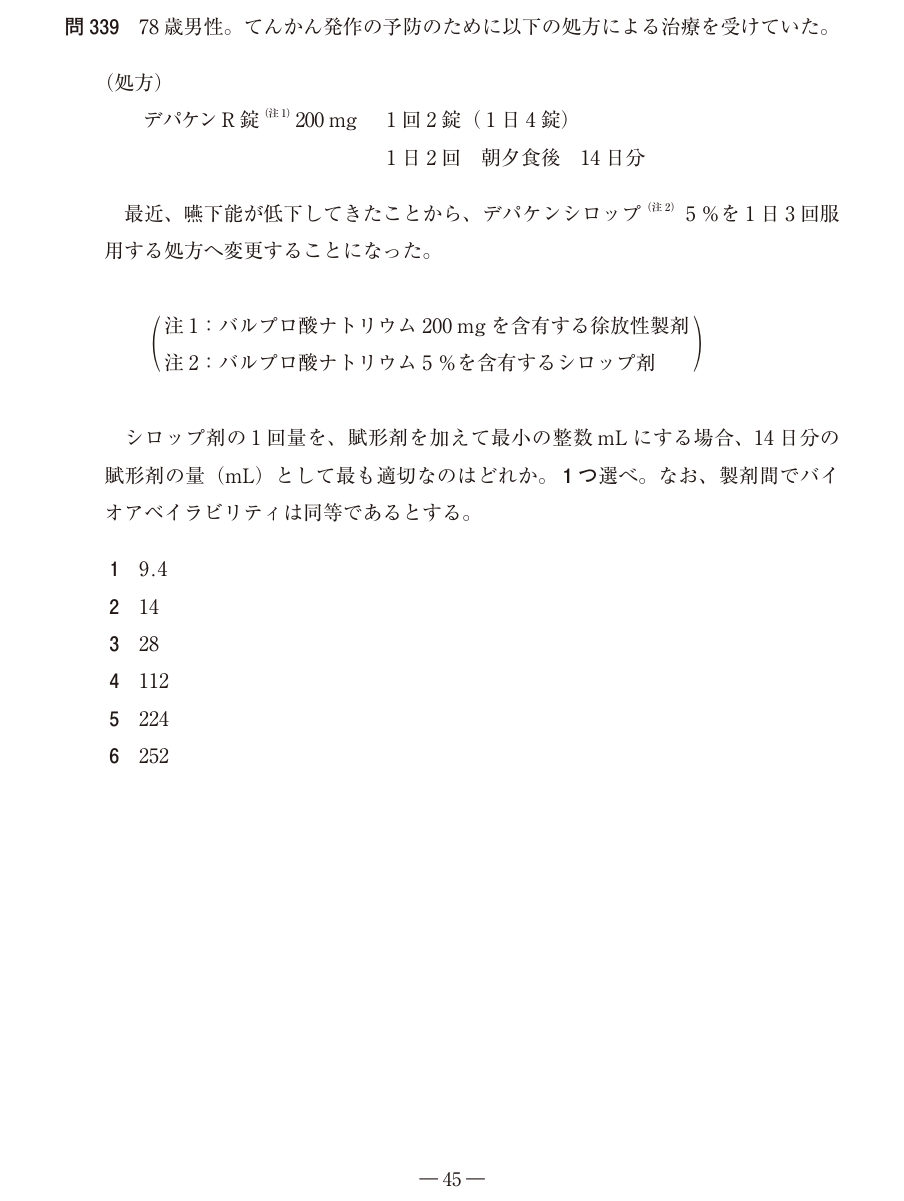 問 339 78 歳男性。てんかん発作の予防のために以下の処方による治療を受けていた。
(処方)
デパケン R 錠(注1) 200 mg 1 回 2 錠(1 日 4 錠)
1 日 2 回 朝夕食後 14 日分
最近、嚥下能が低下してきたことから、デパケンシロップ(注2) 5 %を 1 日 3 回服
用する処方へ変更することになった。
注 1:バルプロ酸ナトリウム 200 mg を含有する徐放性製剤
注 2:バルプロ酸ナトリウム 5 %を含有するシロップ剤
シロップ剤の 1 回量を、賦形剤を加えて最小の整数 mL にする場合、14 日分の
賦形剤の量(mL)として最も適切なのはどれか。1つ選べ。なお、製剤間でバイ
オアベイラビリティは同等であるとする。
1 9.4
2 14
3 28
4 112
5 224
6 252
— 45 —